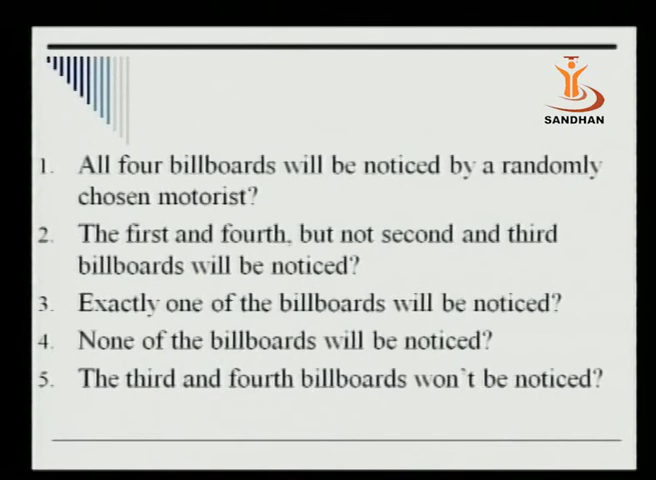 SANDHAN
1. All four billboards will be noticed by a randomly
chosen motorist?
2. The first and fourth, but not second and third
billboards will be noticed?
3. Exactly one of the billboards will be noticed?
4. None of the billboards will be noticed?
5. The third and fourth billboards won`t be noticed?